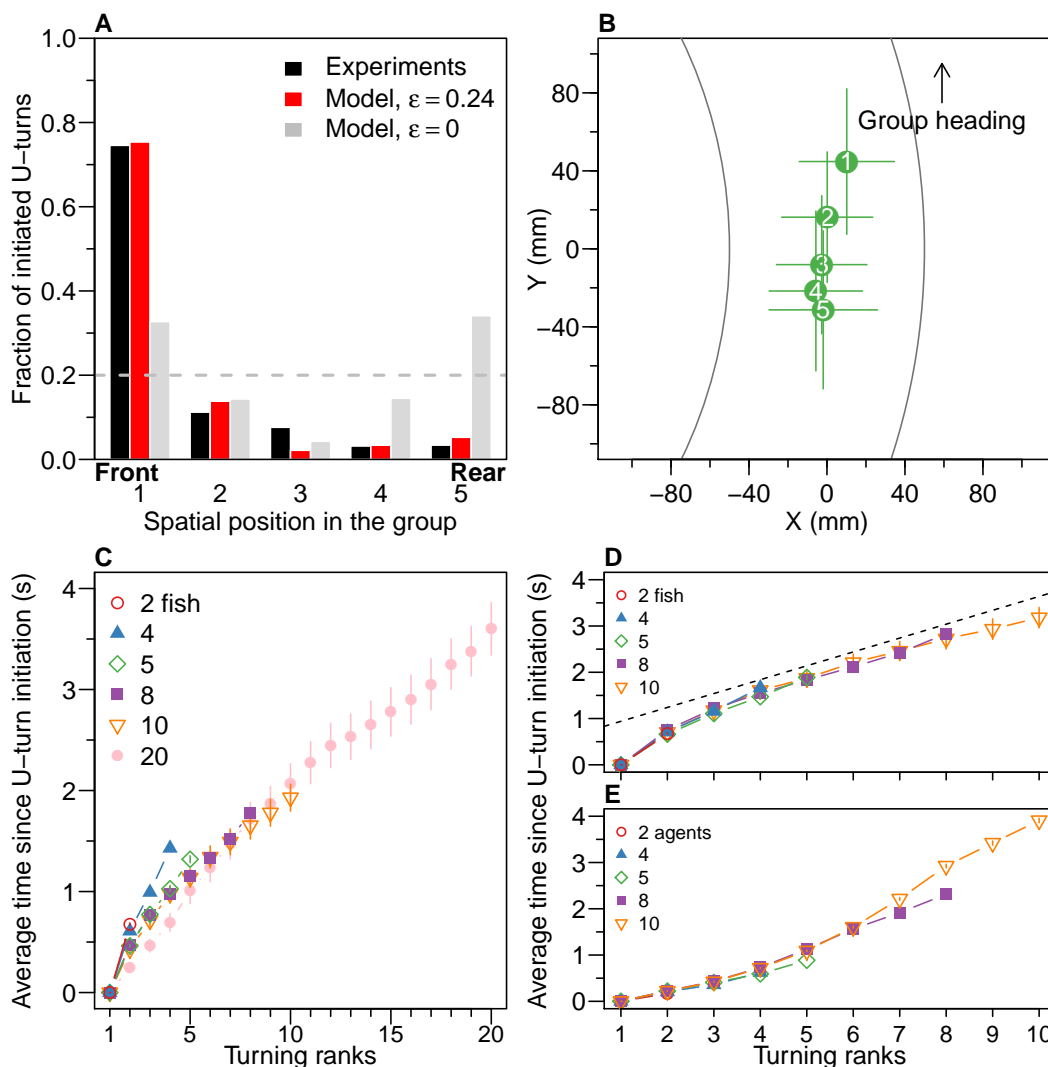 A
Fraction of initiated U−turns
1.0
0.8
0.6
0.4
0.2
0.0
Experiments
Model, ε = 0.24
Model, ε = 0
Front
Rear
1 2 3 4 5
Spatial position in the group
B
Y (mm)
80
40
0
−40
−80
Group heading
1
2
3
4
5
−80 −40 0 40 80
X (mm)
C
Average time since U−turn initiation (s)
4
3
2
1
0
2 fish
4
5
8
10
20
1 5 10 15 20
Turning ranks
D
Average time since U−turn initiation (s)
4
3
2
1
0
2 fish
4
5
8
10
E
4
3
2
1
0
2 agents
4
5
8
10
1 2 3 4 5 6 7 8 9 10
Turning ranks